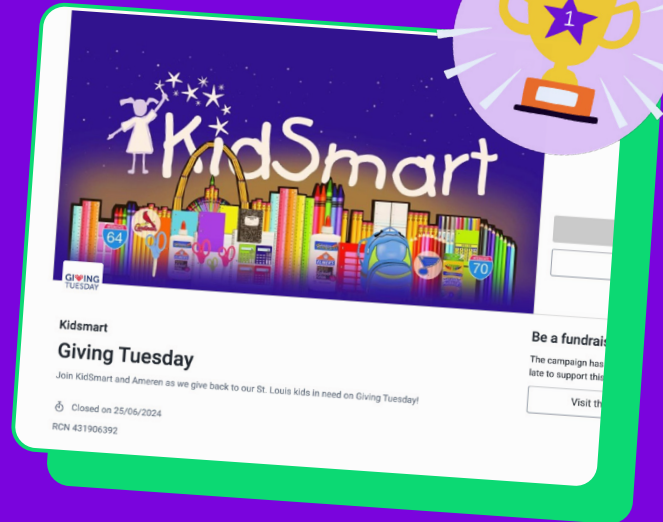 1
KidSmart
64
70
GIVING
TUESDAY
Kidsmart
Giving Tuesday
Join KidSmart and Ameren as we give back to our St. Louis kids in need on Giving Tuesday!
Closed on 25/06/2024
RCN 431906392
Be a fundrais
The campaign has
late to support this
Visit th